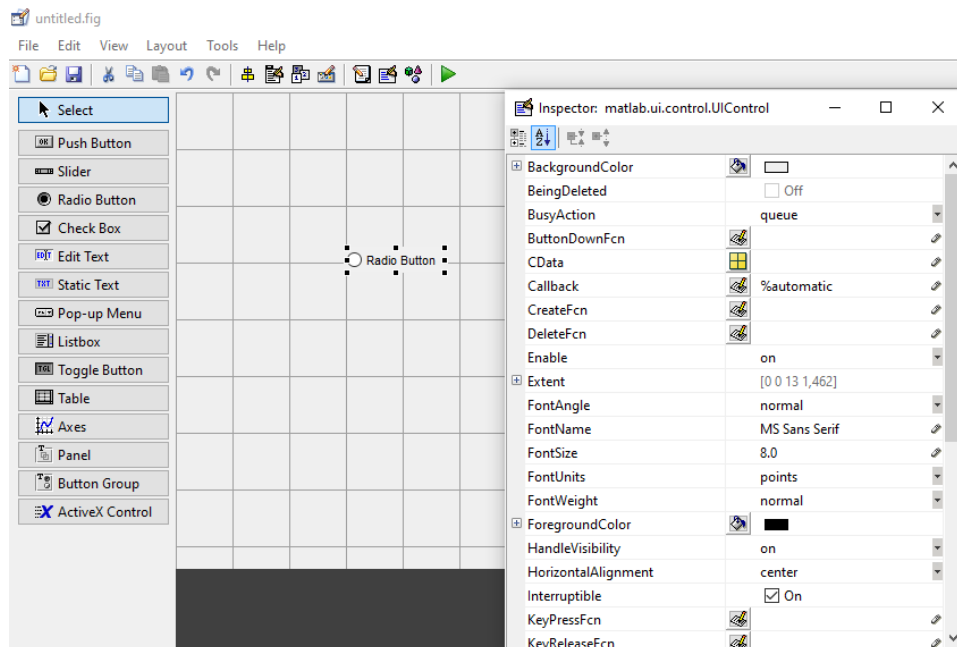 untitled.fig
File Edit View Layout Tools Help
Select
Push Button
Slider
Radio Button
Check Box
Edit Text
Static Text
Pop-up Menu
Listbox
Toggle Button
Table
Axes
Panel
Button Group
ActiveX Control
Radio Button
Inspector: matlab.ui.control.UIControl
BackgroundColor
BeingDeleted Off
BusyAction queue
ButtonDownFcn
CData
Callback %automatic
CreateFcn
DeleteFcn
Enable on
Extent [0 0 13 1,462]
FontAngle normal
FontName MS Sans Serif
FontSize 8.0
FontUnits points
FontWeight normal
ForegroundColor
HandleVisibility on
HorizontalAlignment center
Interruptible On
KeyPressFcn
KeyReleaseFcn